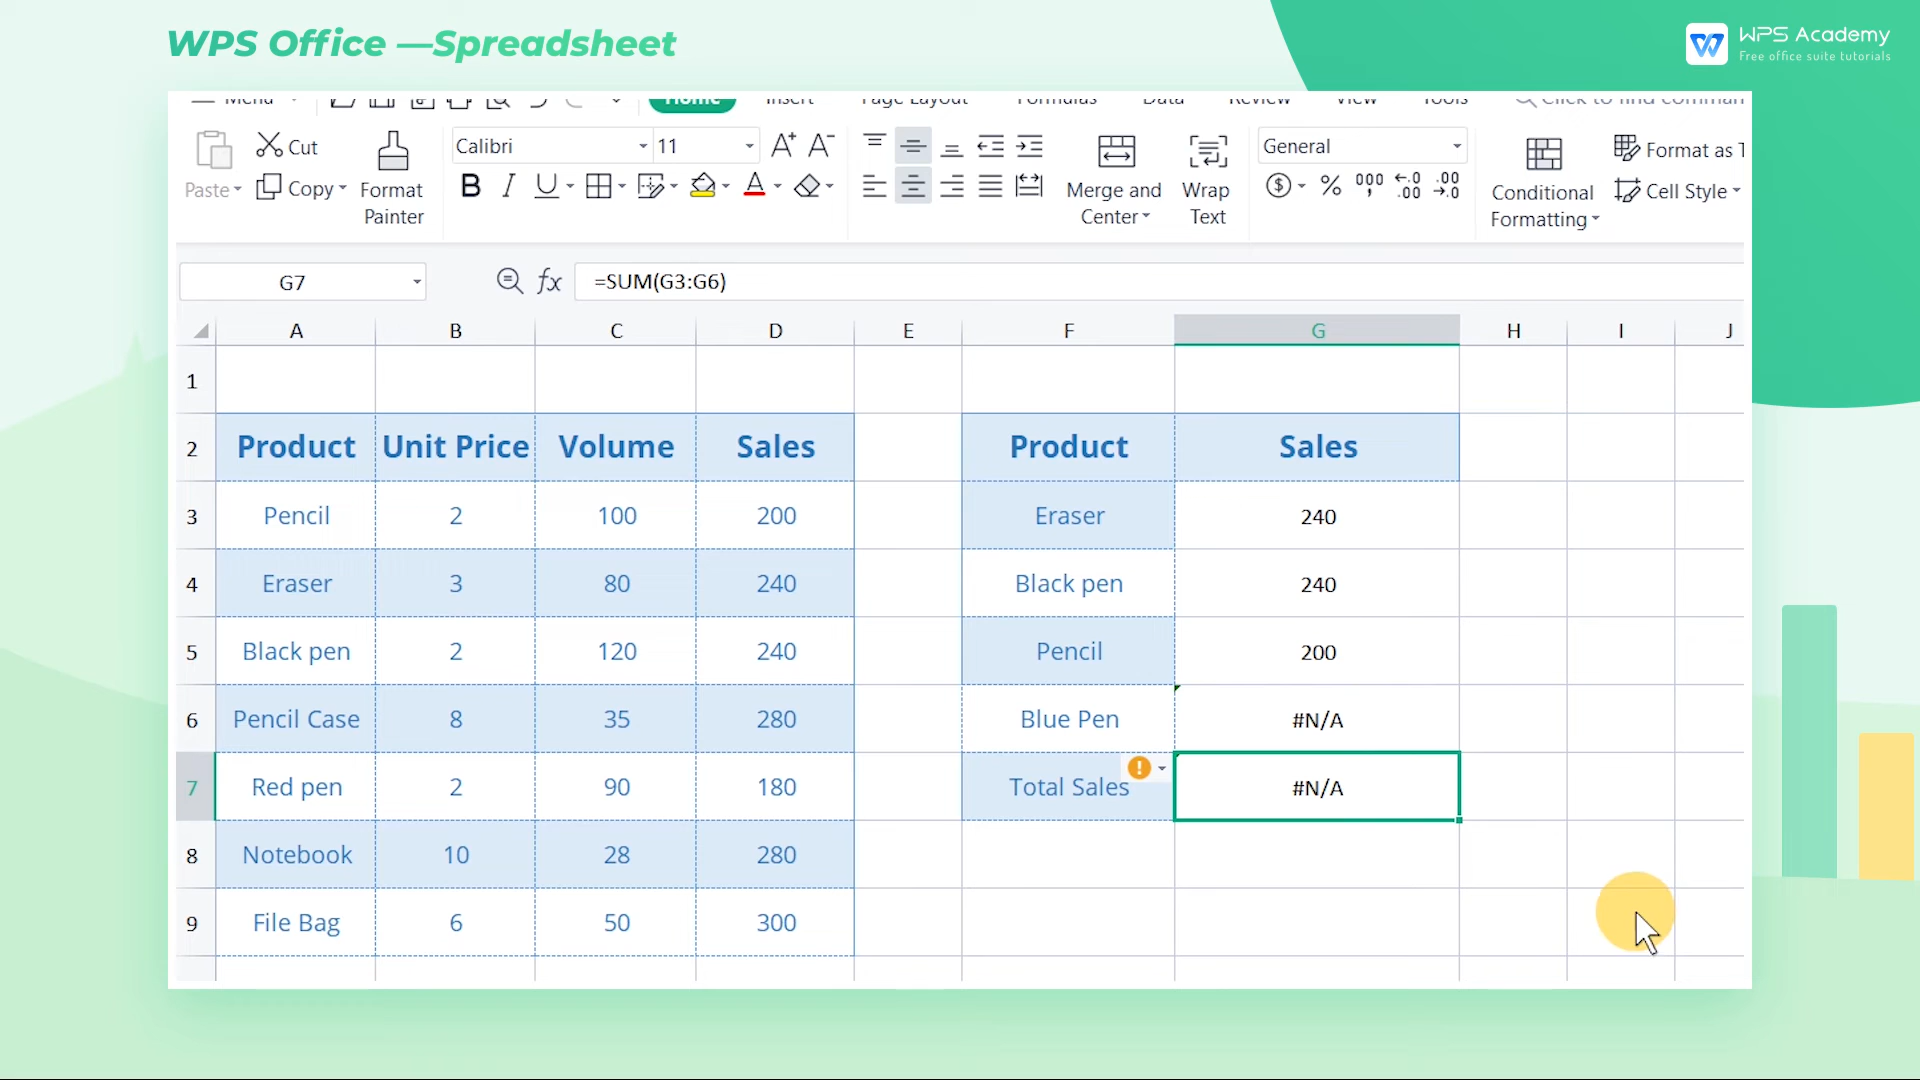 WPS Office —Spreadsheet
WPS Academy
Free office suite tutorials
Menu Home Insert Page Layout Formulas Data Review View Tools Click to find comman
Paste Cut Copy Format Painter Calibri 11 Merge and Center Wrap Text General Conditional Formatting Format as T Cell Style
G7 fx =SUM(G3:G6)
A B C D E F G H I J
1
2 Product Unit Price Volume Sales Product Sales
3 Pencil 2 100 200 Eraser 240
4 Eraser 3 80 240 Black pen 240
5 Black pen 2 120 240 Pencil 200
6 Pencil Case 8 35 280 Blue Pen #N/A
7 Red pen 2 90 180 Total Sales #N/A
8 Notebook 10 28 280
9 File Bag 6 50 300